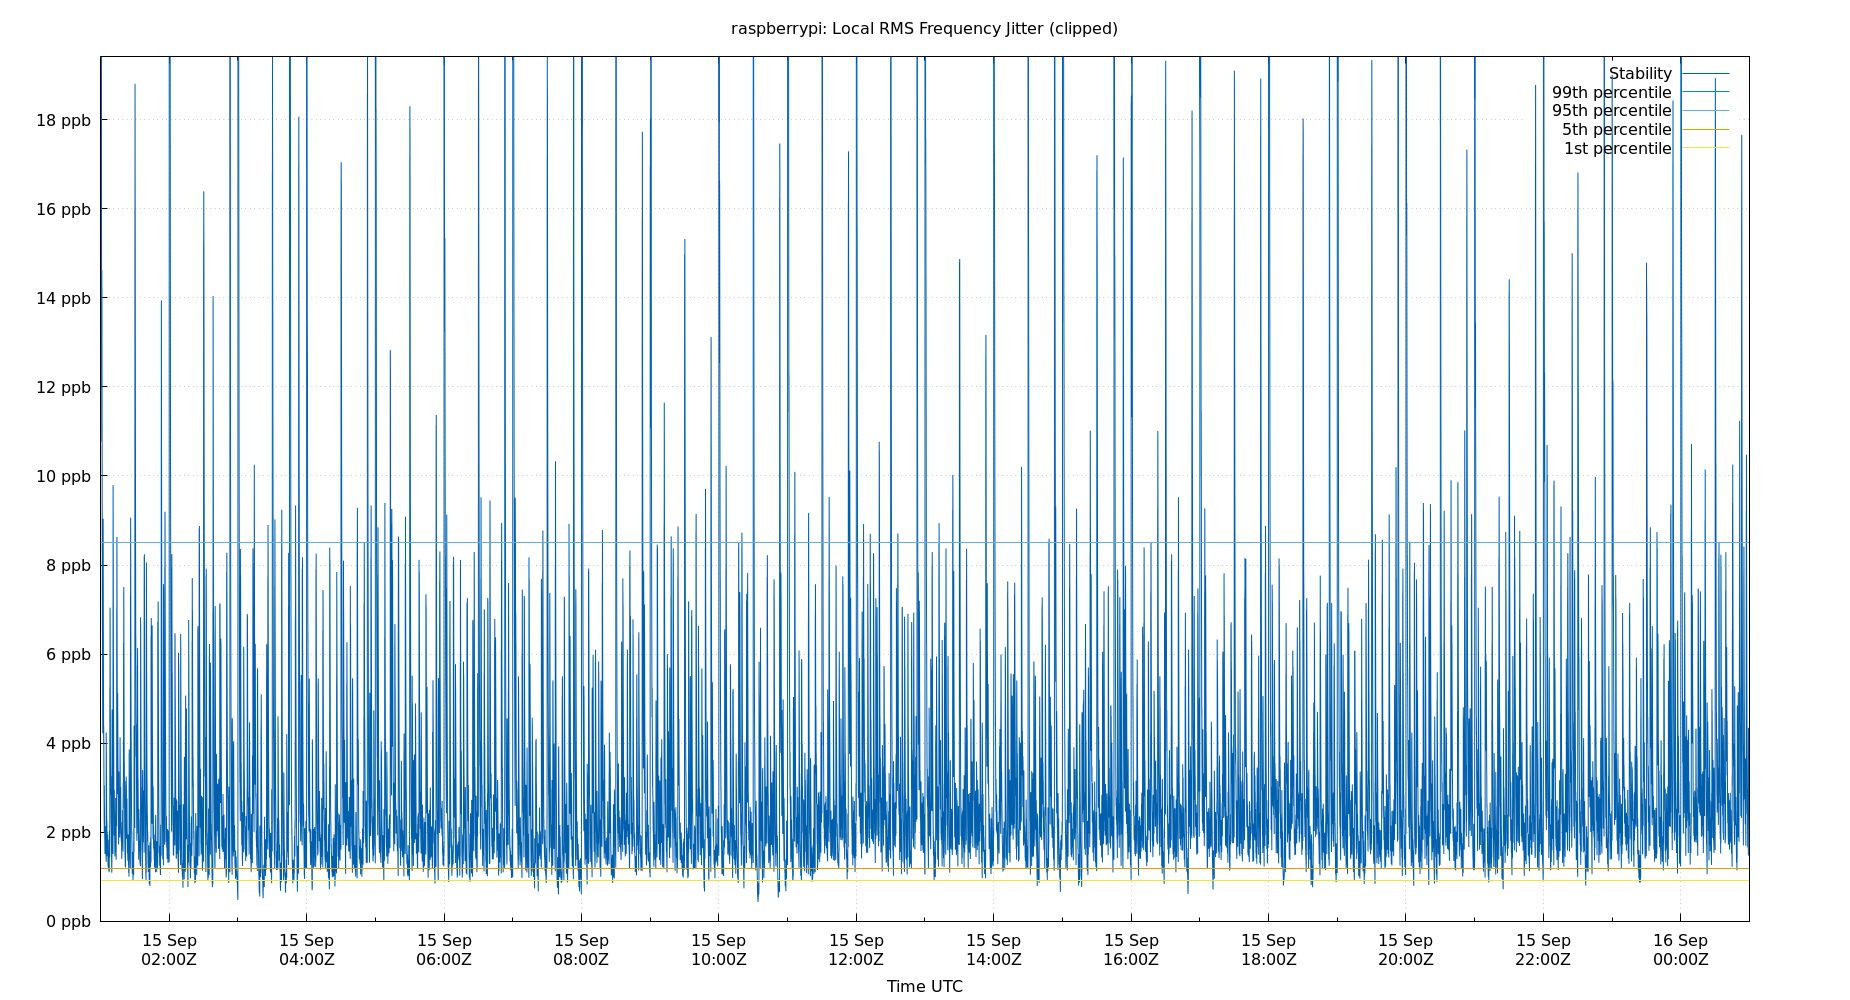 raspberrypi: Local RMS Frequency Jitter (clipped)
Stability
99th percentile
95th percentile
5th percentile
1st percentile
18 ppb
16 ppb
14 ppb
12 ppb
10 ppb
8 ppb
6 ppb
4 ppb
2 ppb
0 ppb
15 Sep 15 Sep 15 Sep 15 Sep 15 Sep 15 Sep 15 Sep 15 Sep 15 Sep 15 Sep 15 Sep 16 Sep
02:00Z 04:00Z 06:00Z 08:00Z 10:00Z 12:00Z 14:00Z 16:00Z 18:00Z 20:00Z 22:00Z 00:00Z
Time UTC